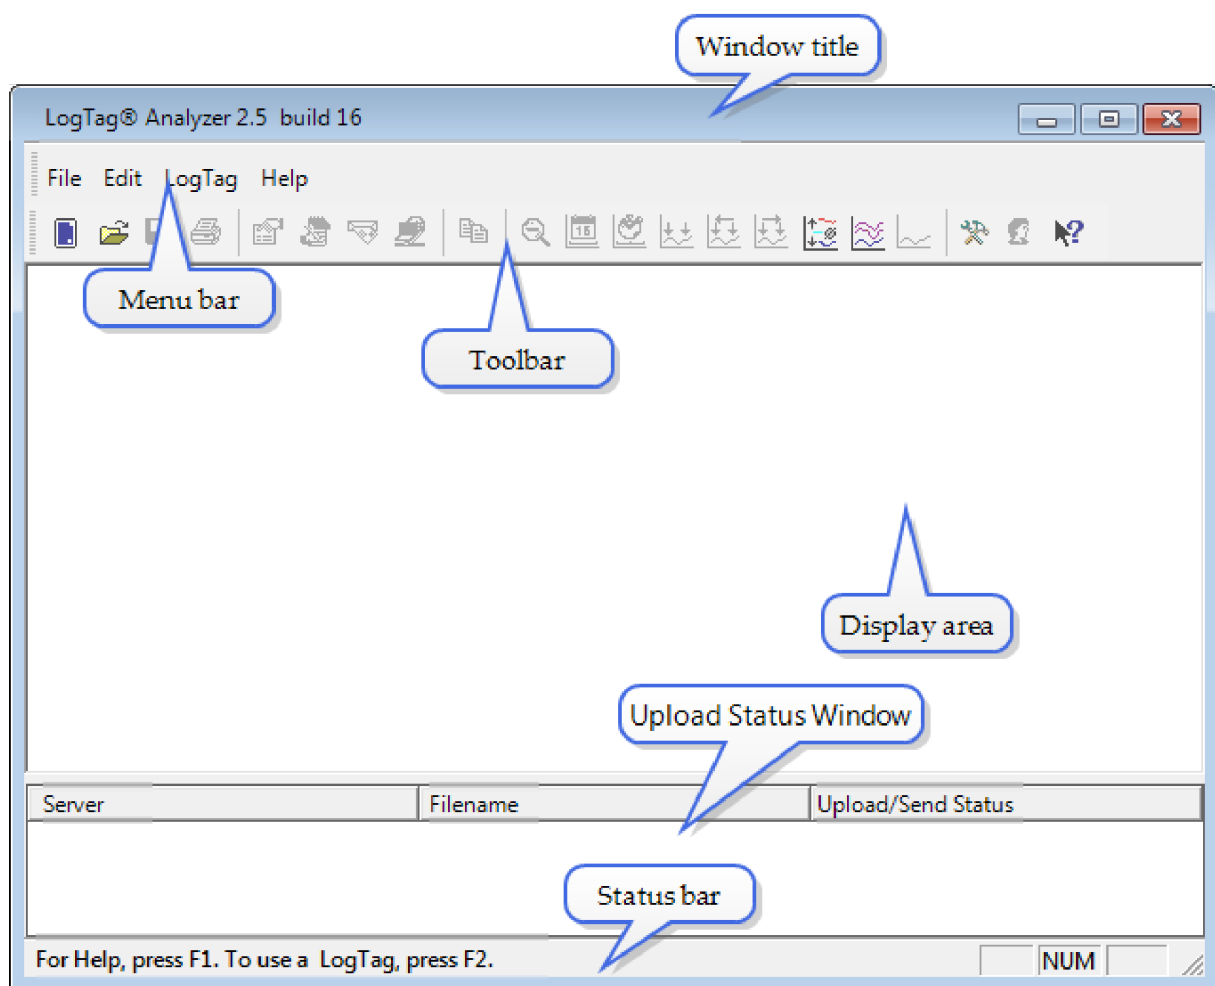 Window title
LogTag® Analyzer 2.5 build 16
File Edit LogTag Help
15
Menu bar
Toolbar
Display area
Upload Status Window
Server Filename Upload/Send Status
Status bar
For Help, press F1. To use a LogTag, press F2. NUM